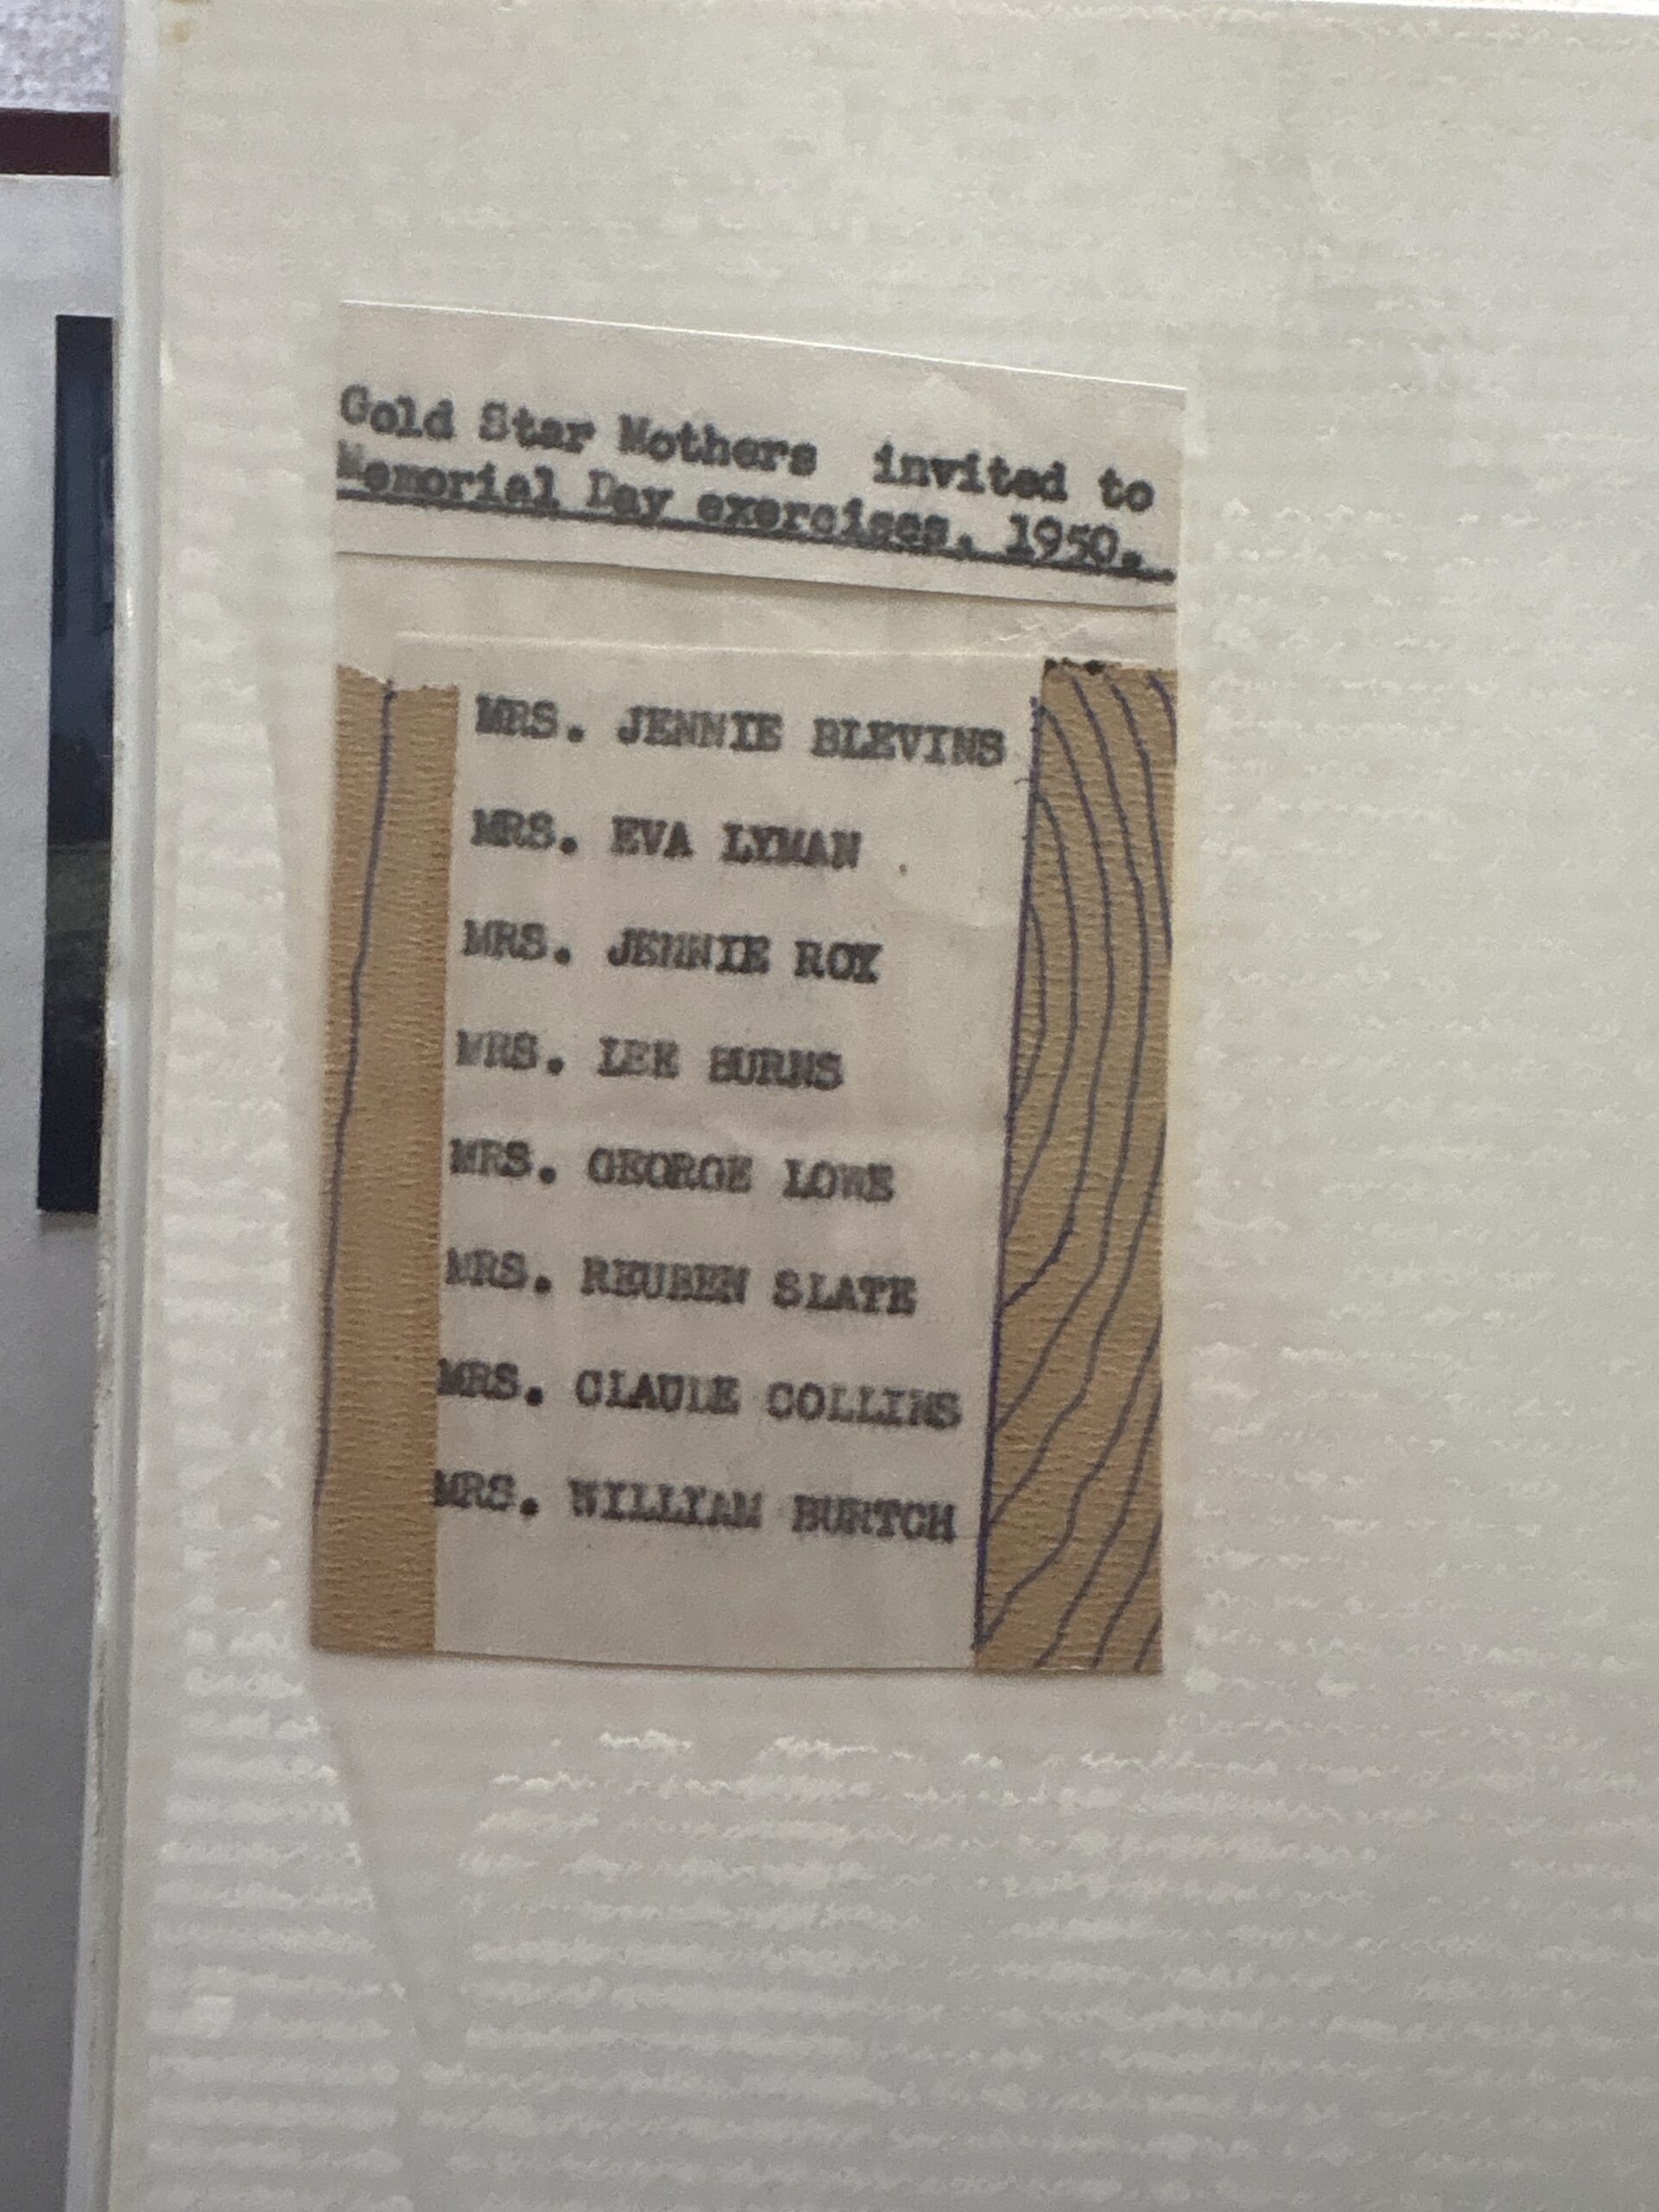 Gold Star Mothers invited to
Memorial Day exercises, 1950.
MRS. JENNIE BLEVINS
MRS. EVA LYMAN
MRS. JENNIE ROY
MRS. LEE BURNS
MRS. GEORGE LOWE
MRS. REUBEN SLATE
MRS. CLAUDE COLLINS
MRS. WILLIAM BURTCH